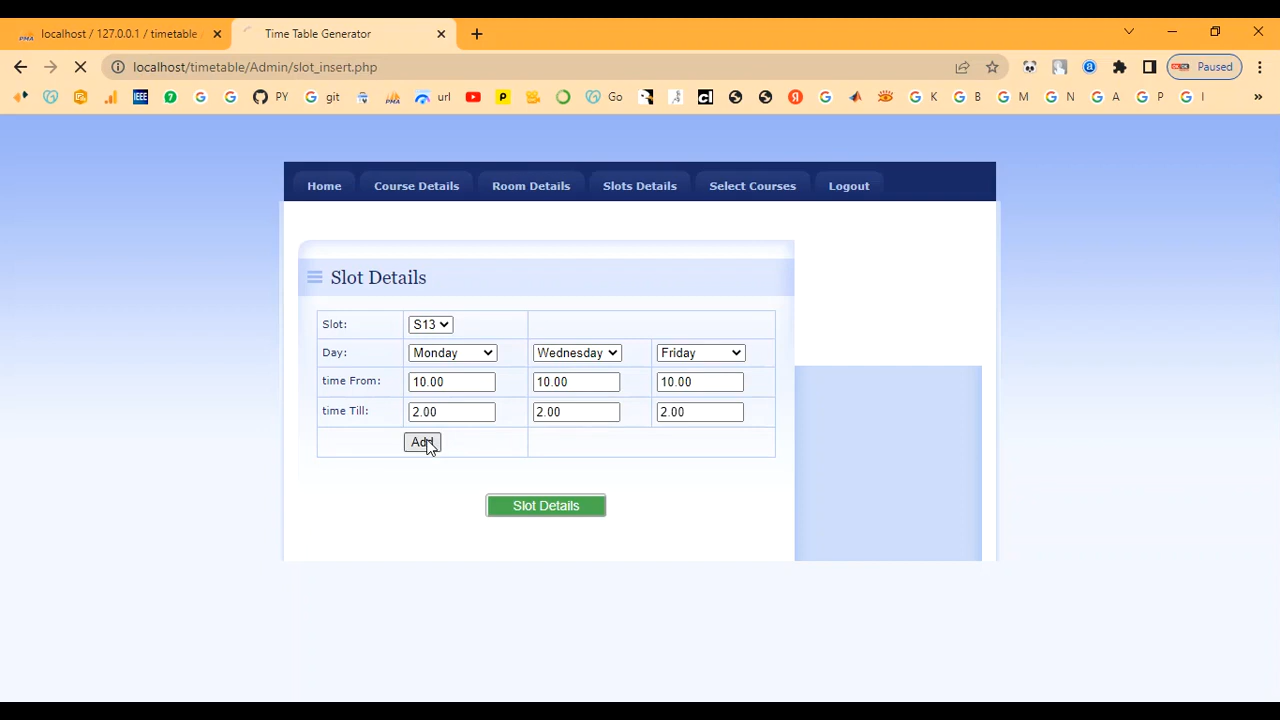 localhost / 127.0.0.1 / timetable
Time Table Generator
localhost/timetable/Admin/slot_insert.php
Paused
IEEE
PY
git
url
Go
K
B
M
N
A
P
I
»
Home
Course Details
Room Details
Slots Details
Select Courses
Logout
Slot Details
Slot: S13
Day: Monday Wednesday Friday
time From: 10.00 10.00 10.00
time Till: 2.00 2.00 2.00
Add
Slot Details